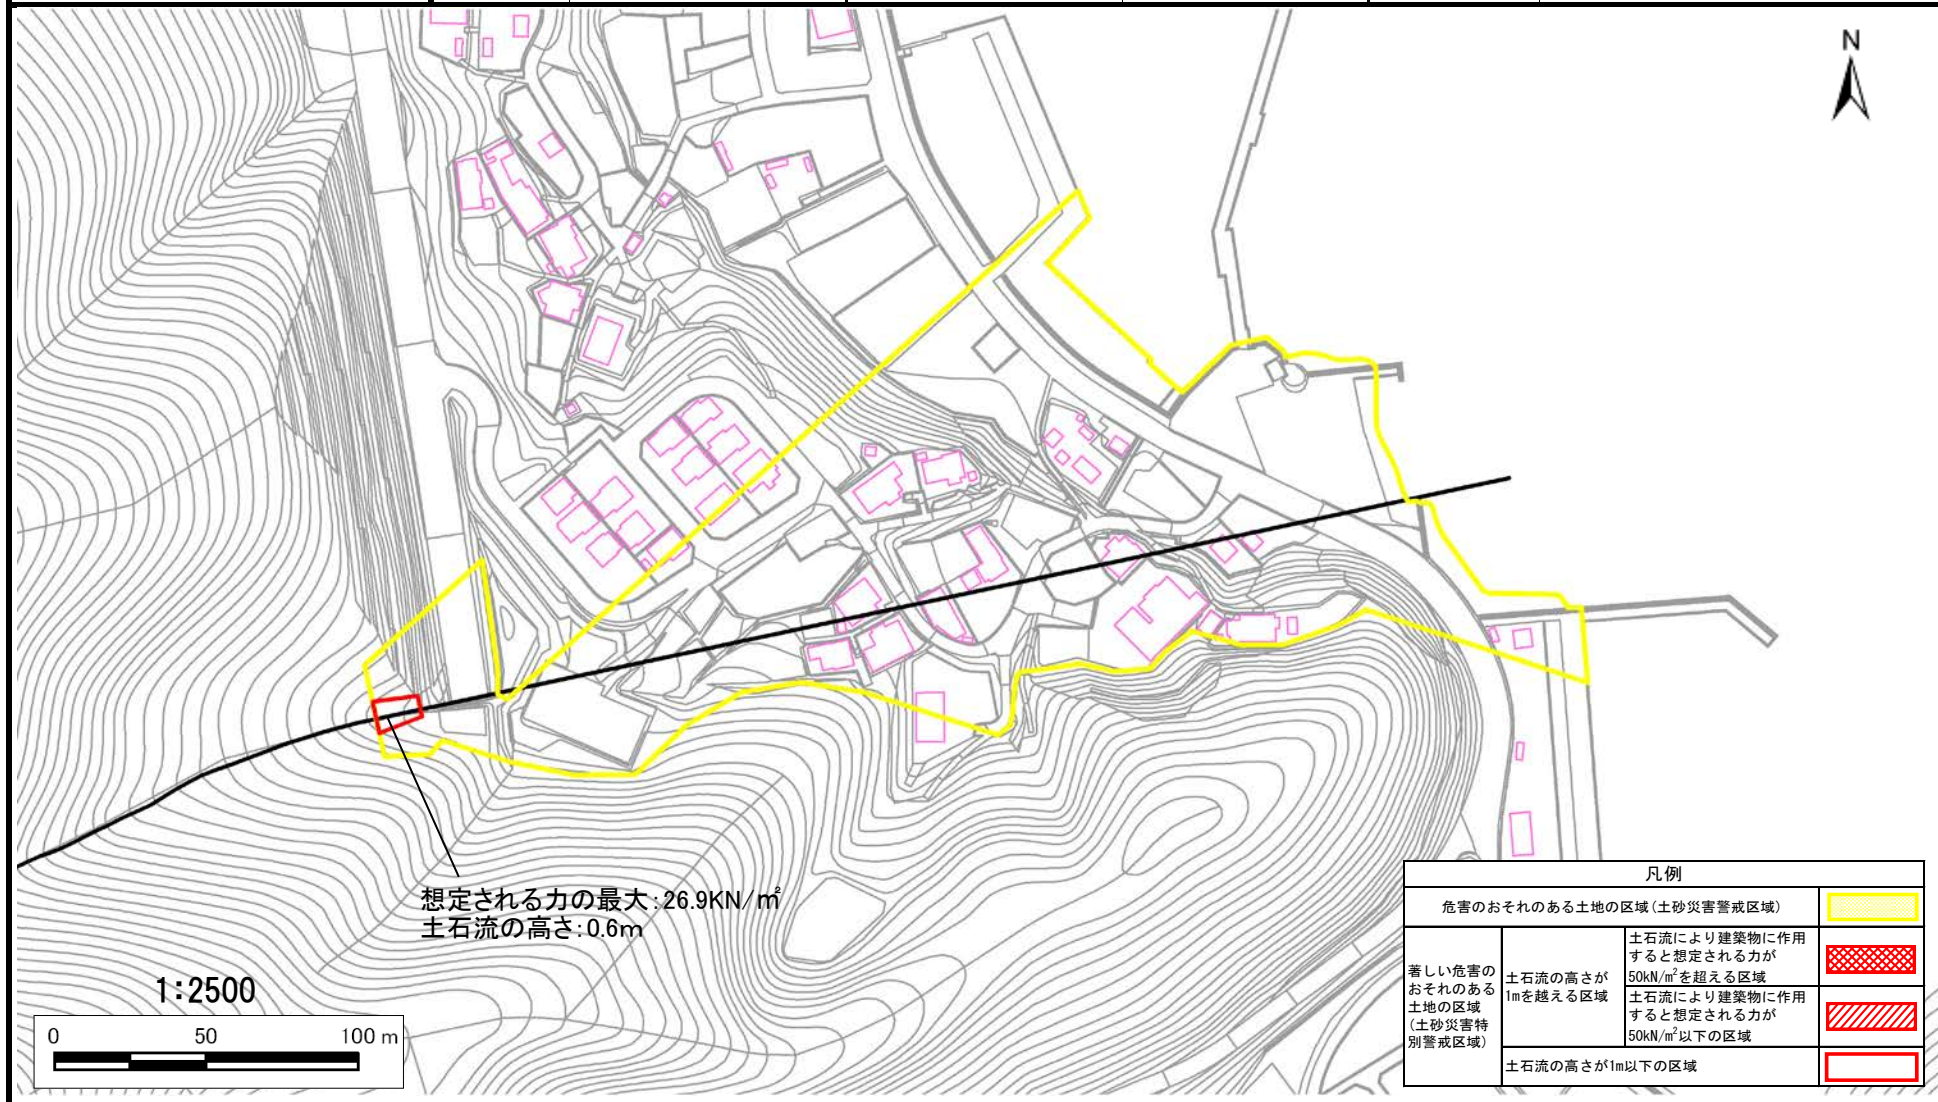 N
想定される力の最大:26.9KN/㎡
土石流の高さ:0.6m
1:2500
0 50 100 m
凡例
危害のおそれのある土地の区域(土砂災害警戒区域)
著しい危害の
おそれのある
土地の区域
(土砂災害特
別警戒区域)
土石流の高さが
1mを越える区域
土石流により建築物に作用
すると想定される力が
50kN/㎡を超える区域
土石流により建築物に作用
すると想定される力が
50kN/㎡以下の区域
土石流の高さが1m以下の区域